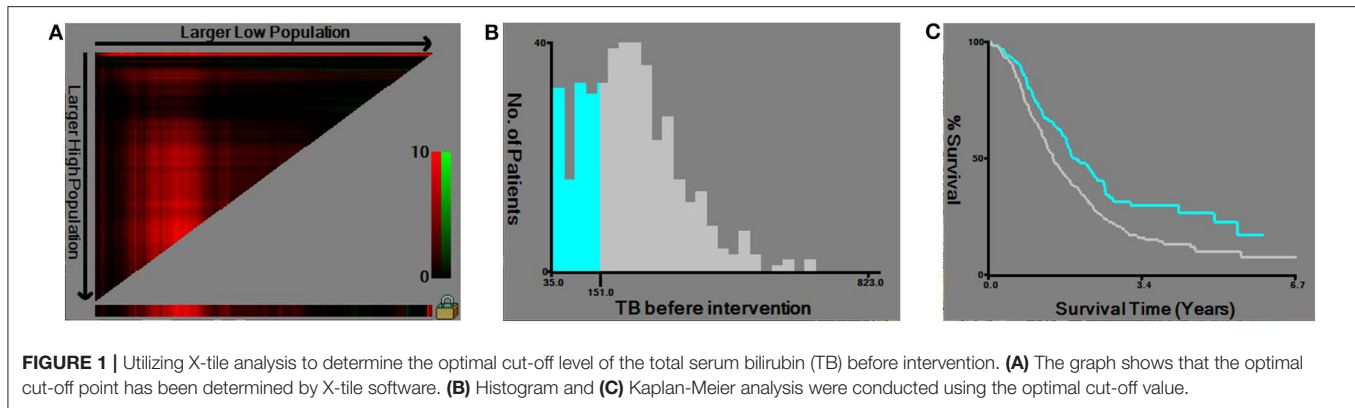 A
Larger Low Population
Larger High Population
10
0
B
40
No. of Patients
0
35.0
151.0
823.0
TB befere intervention
C
100
% Survival
50
0
0.0
3.4
6.7
Survival Time (Years)
FIGURE 1 | Utilizing X-tile analysis to determine the optimal cut-off level of the total serum bilirubin (TB) before intervention. (A) The graph shows that the optimal
cut-off point has been determined by X-tile software. (B) Histogram and (C) Kaplan-Meier analysis were conducted using the optimal cut-off value.